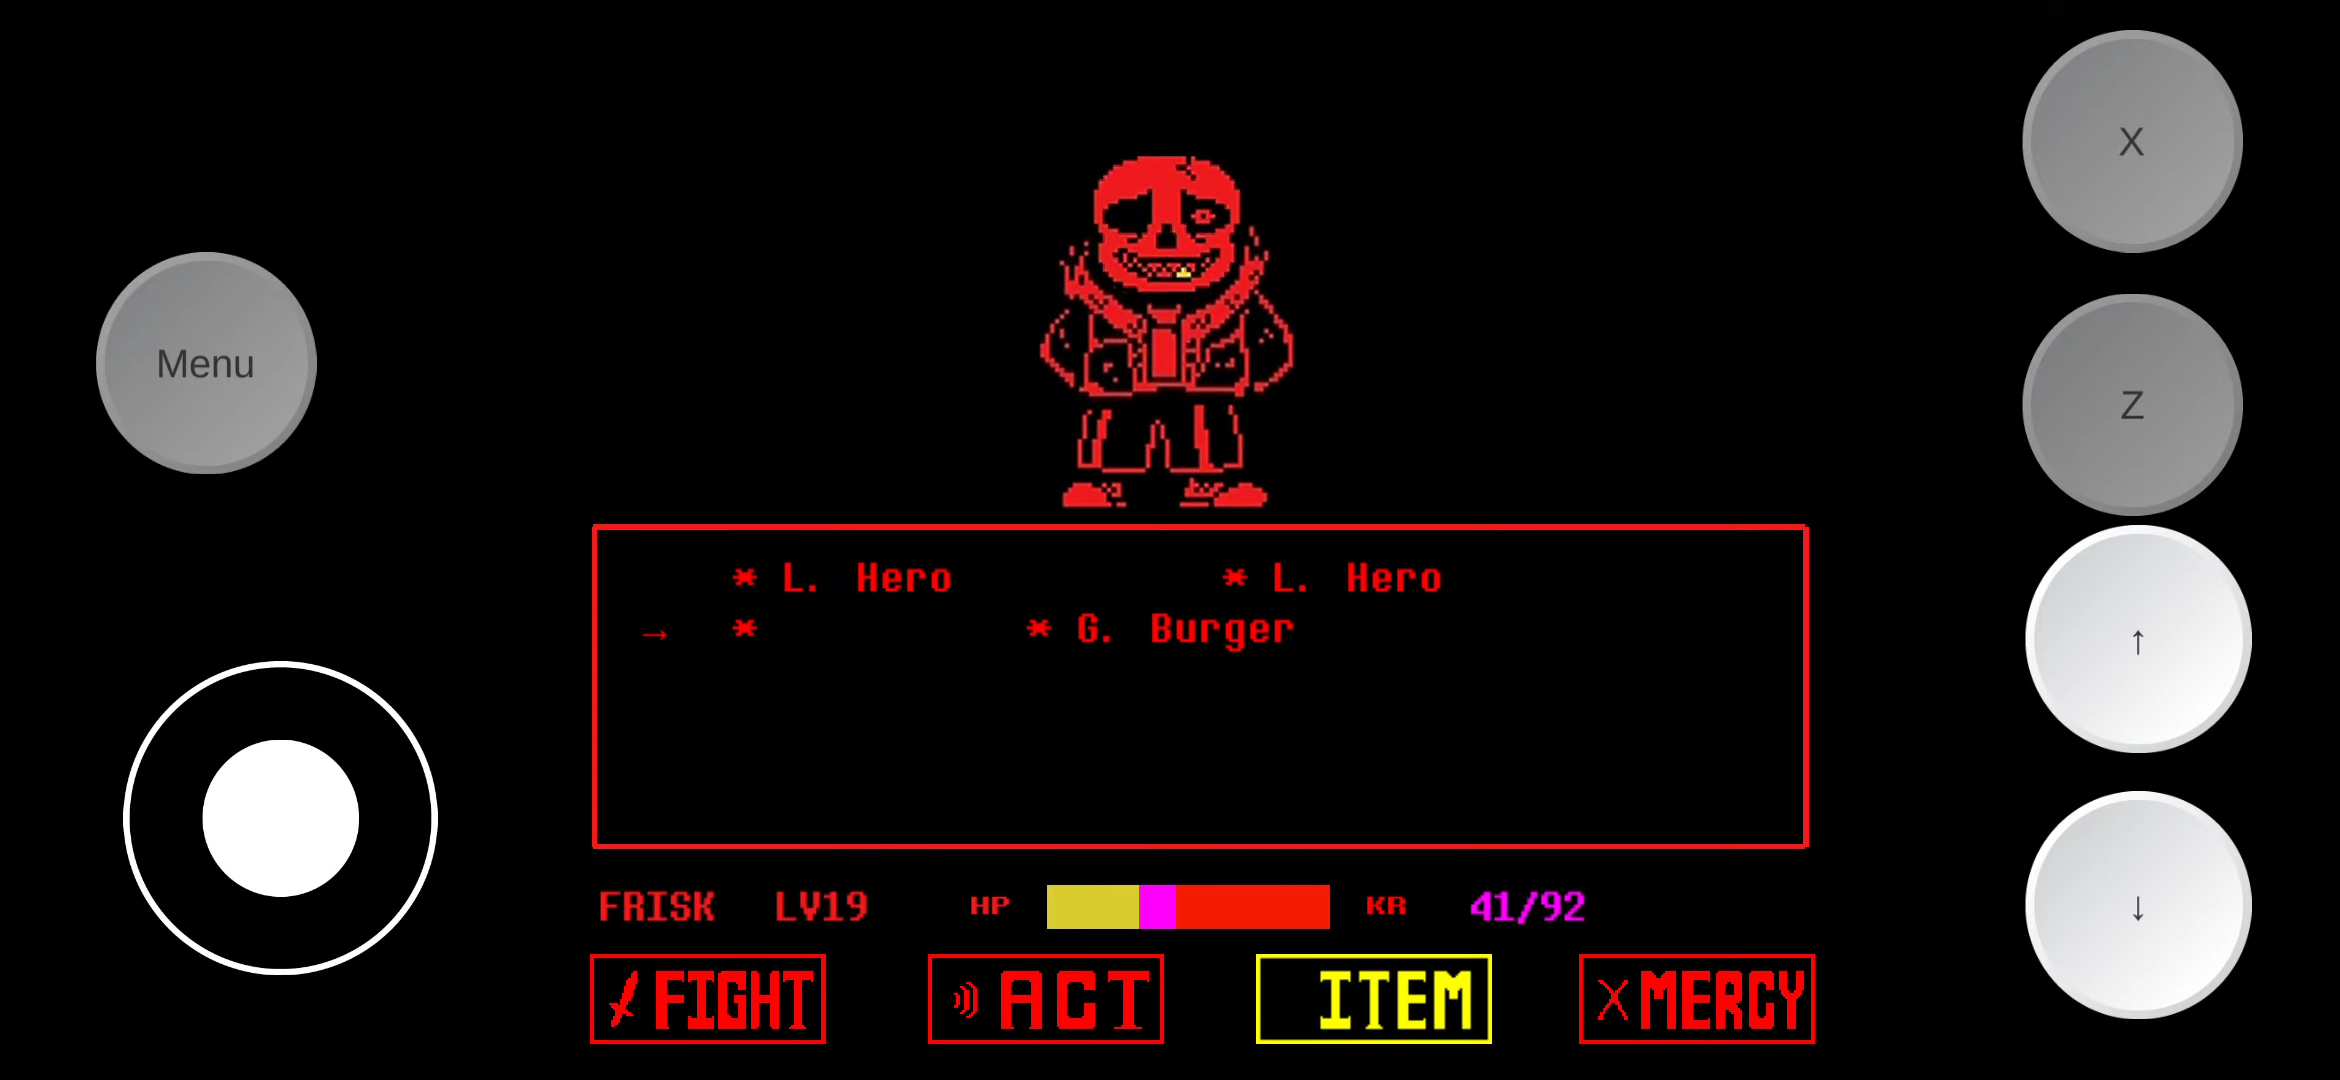 X
Menu
Z
* L. Hero * L. Hero
→ * * G. Burger
↑
FRISK LV19 HP KR 41/92
↓
FIGHT ACT ITEM MERCY